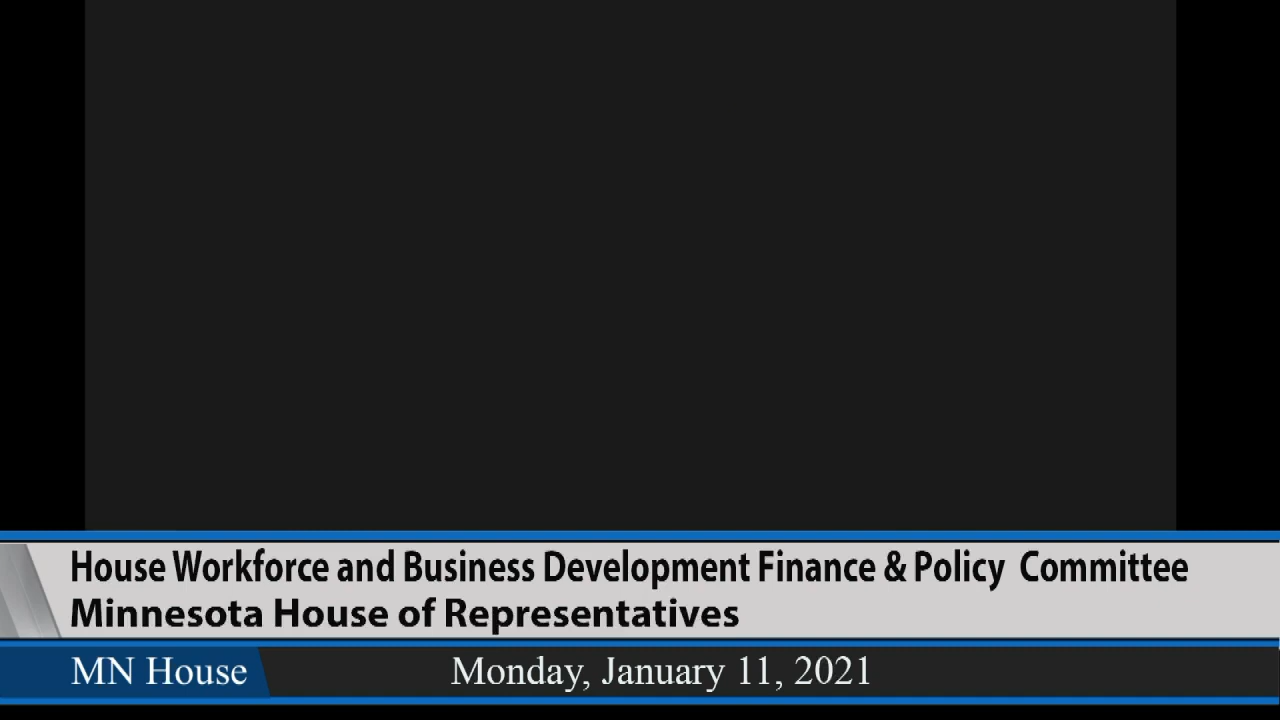 House Workforce and Business Development Finance & Policy Committee
Minnesota House of Representatives
MN House Monday, January 11, 2021